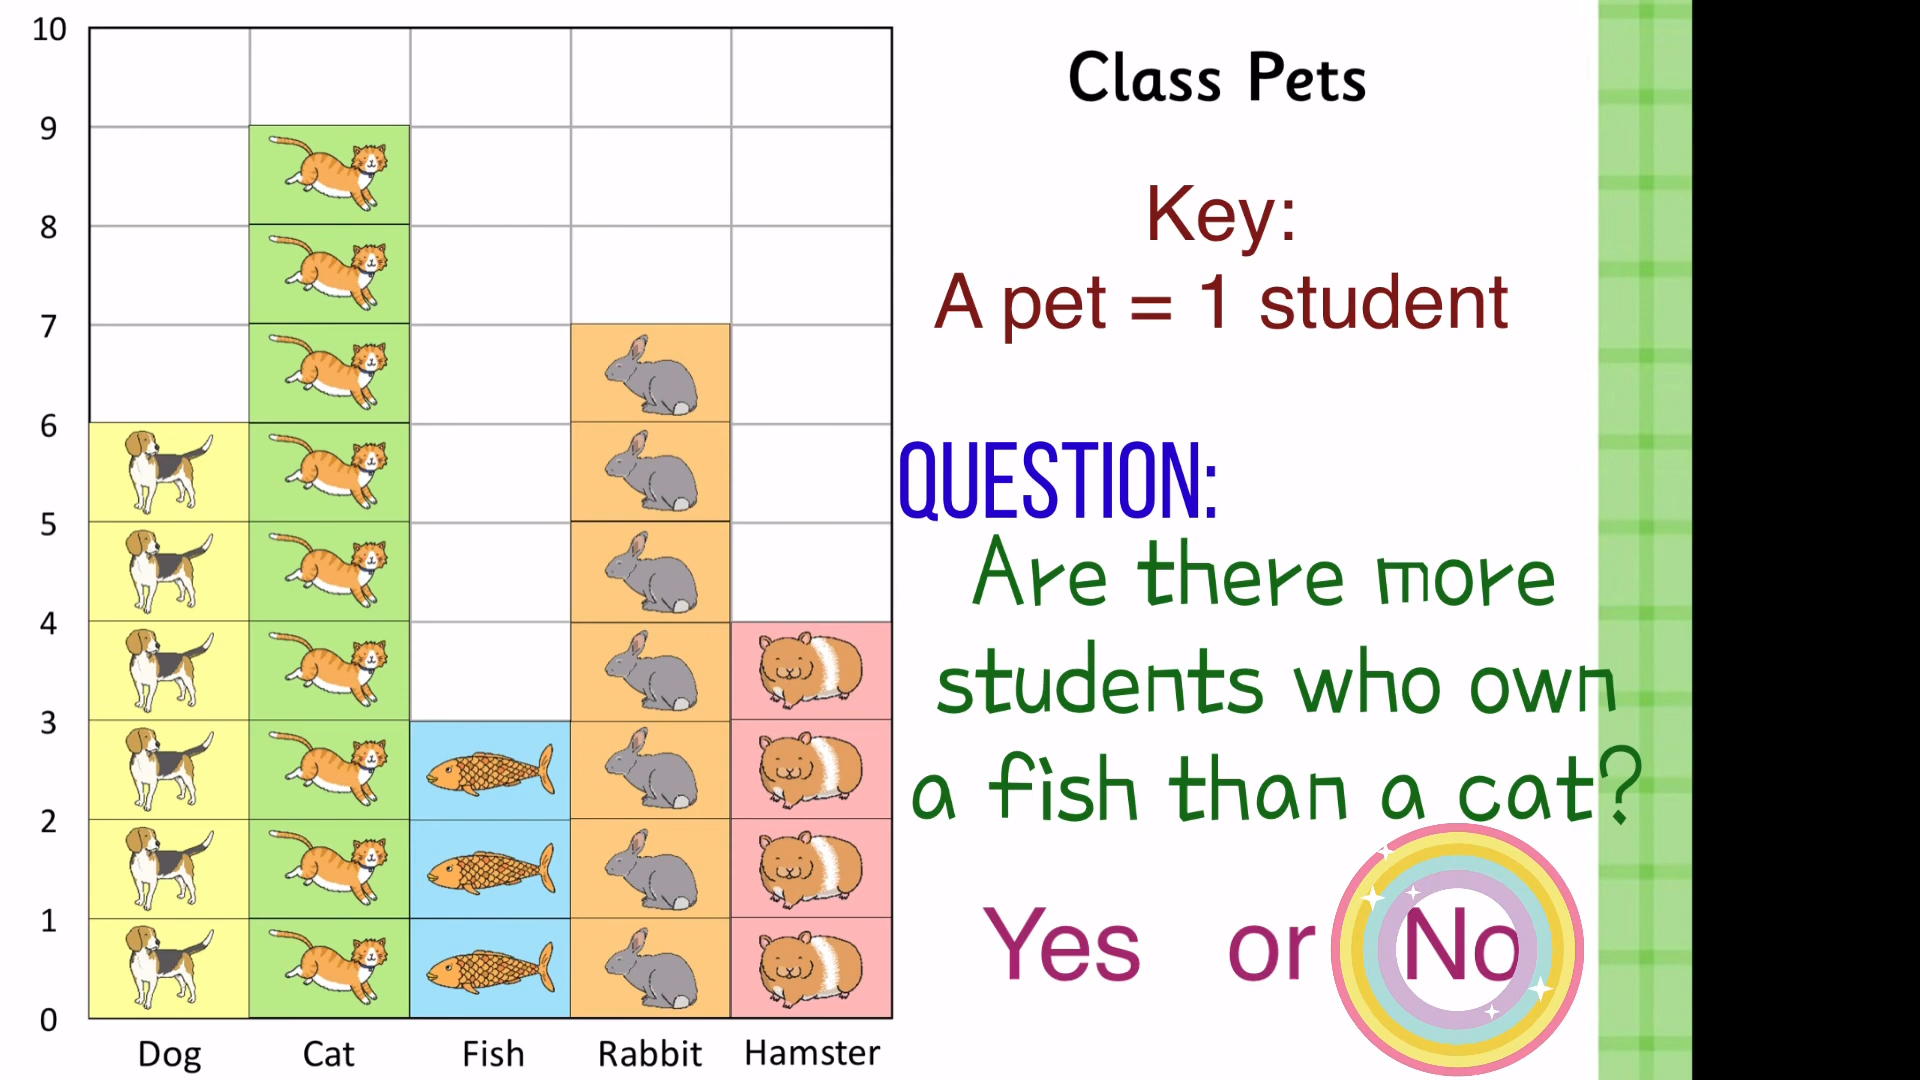 10
9
8
7
6
5
4
3
2
1
0
Dog Cat Fish Rabbit Hamster
Class Pets
Key:
A pet = 1 student
QUESTION:
Are there more
students who own
a fish than a cat?
Yes or No